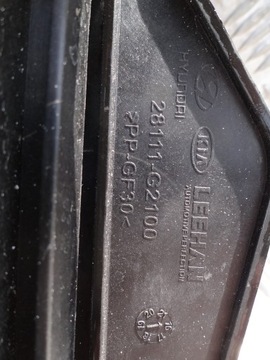 HYUNDAI
KIA
LEEHAN
28111-G2100
>PP-GF30<